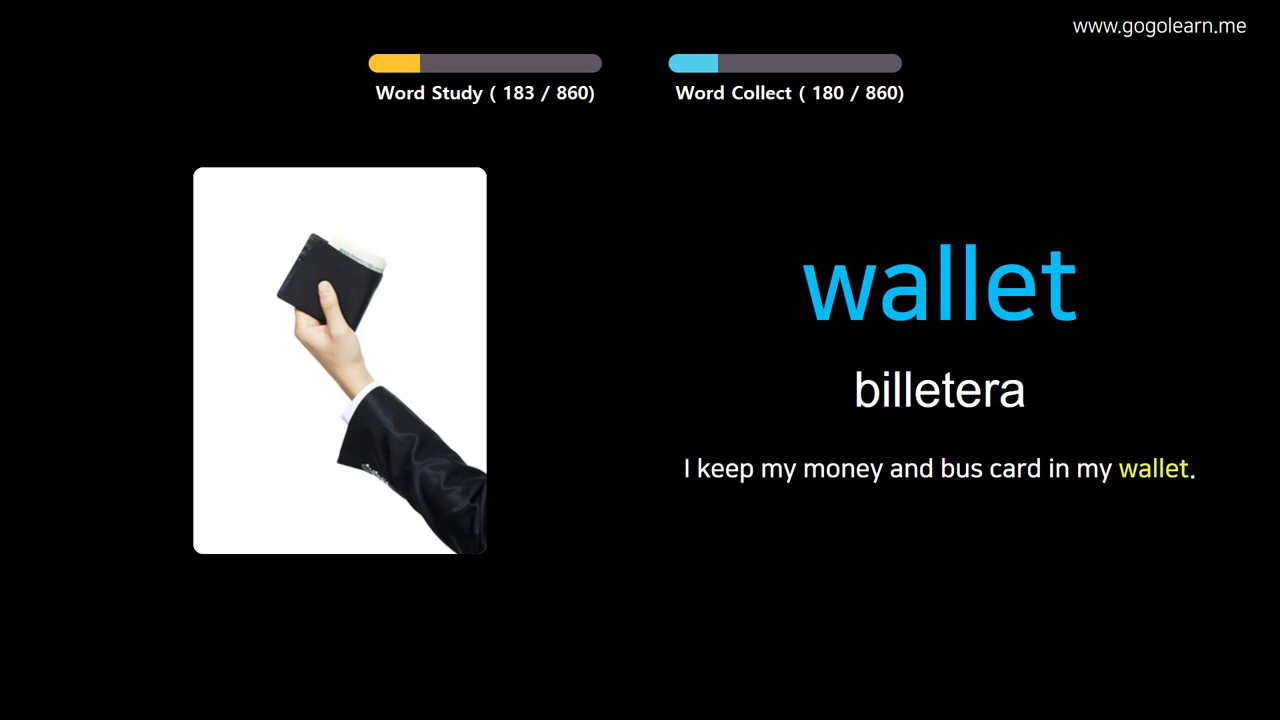 www.gogolearn.me
Word Study ( 183 / 860)
Word Collect ( 180 / 860)
wallet
billetera
I keep my money and bus card in my wallet.